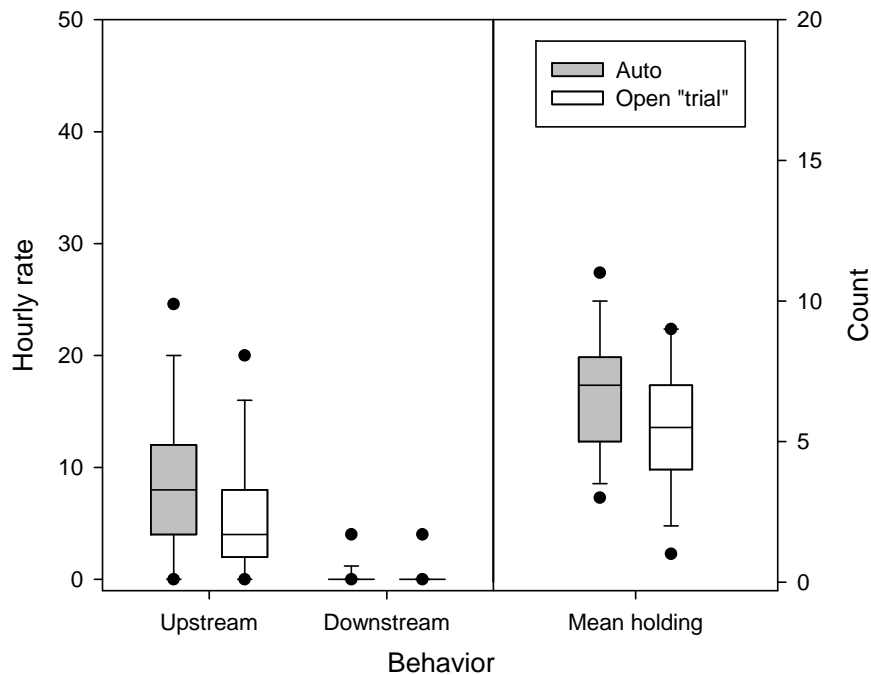 50
40
30
20
10
0
Hourly rate
Auto
Open "trial"
20
15
10
5
0
Count
Upstream
Downstream
Mean holding
Behavior